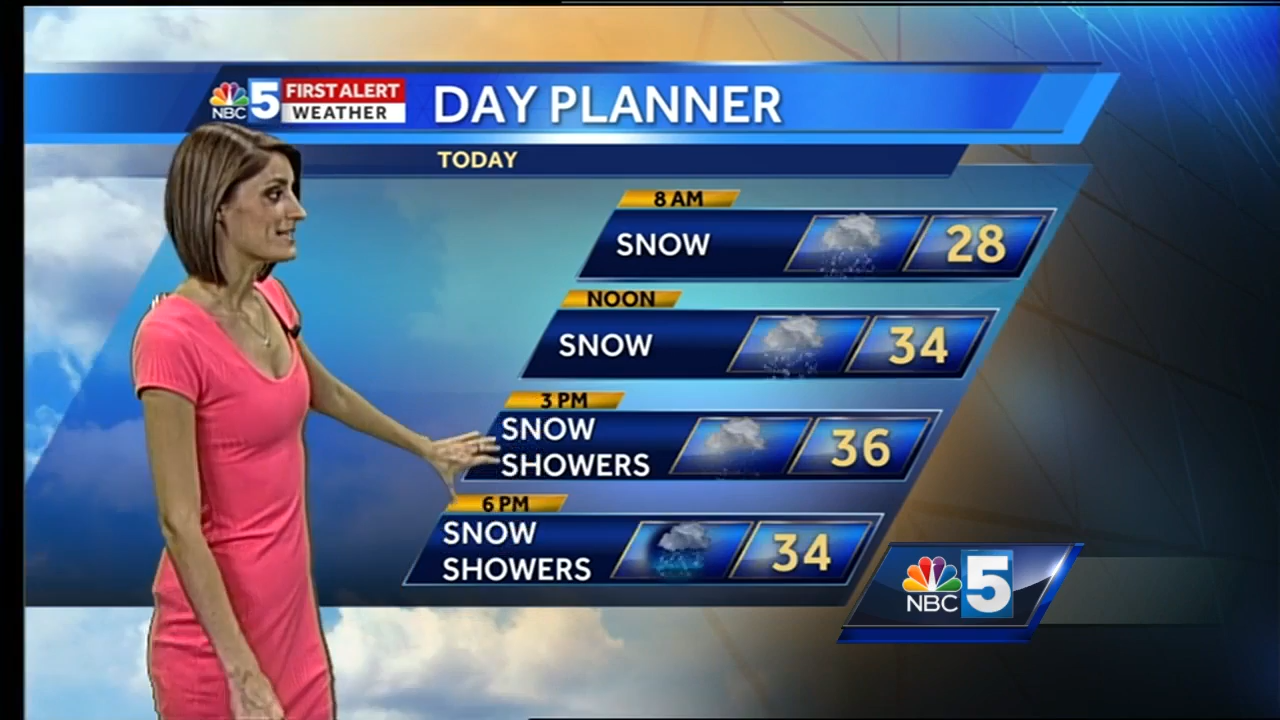 NBC 5 FIRST ALERT WEATHER
DAY PLANNER
TODAY
8 AM
SNOW 28
NOON
SNOW 34
3 PM
SNOW
SHOWERS 36
6 PM
SNOW
SHOWERS 34
NBC 5